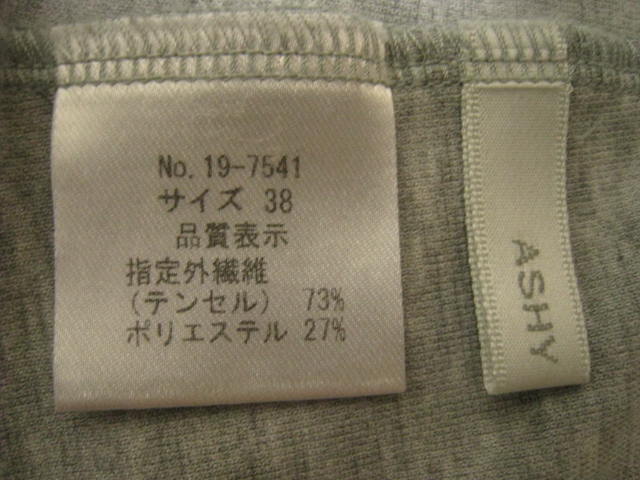 No. 19-7541
サイズ 38
品質表示
指定外繊維
(テンセル) 73%
ポリエステル 27%
ASHY